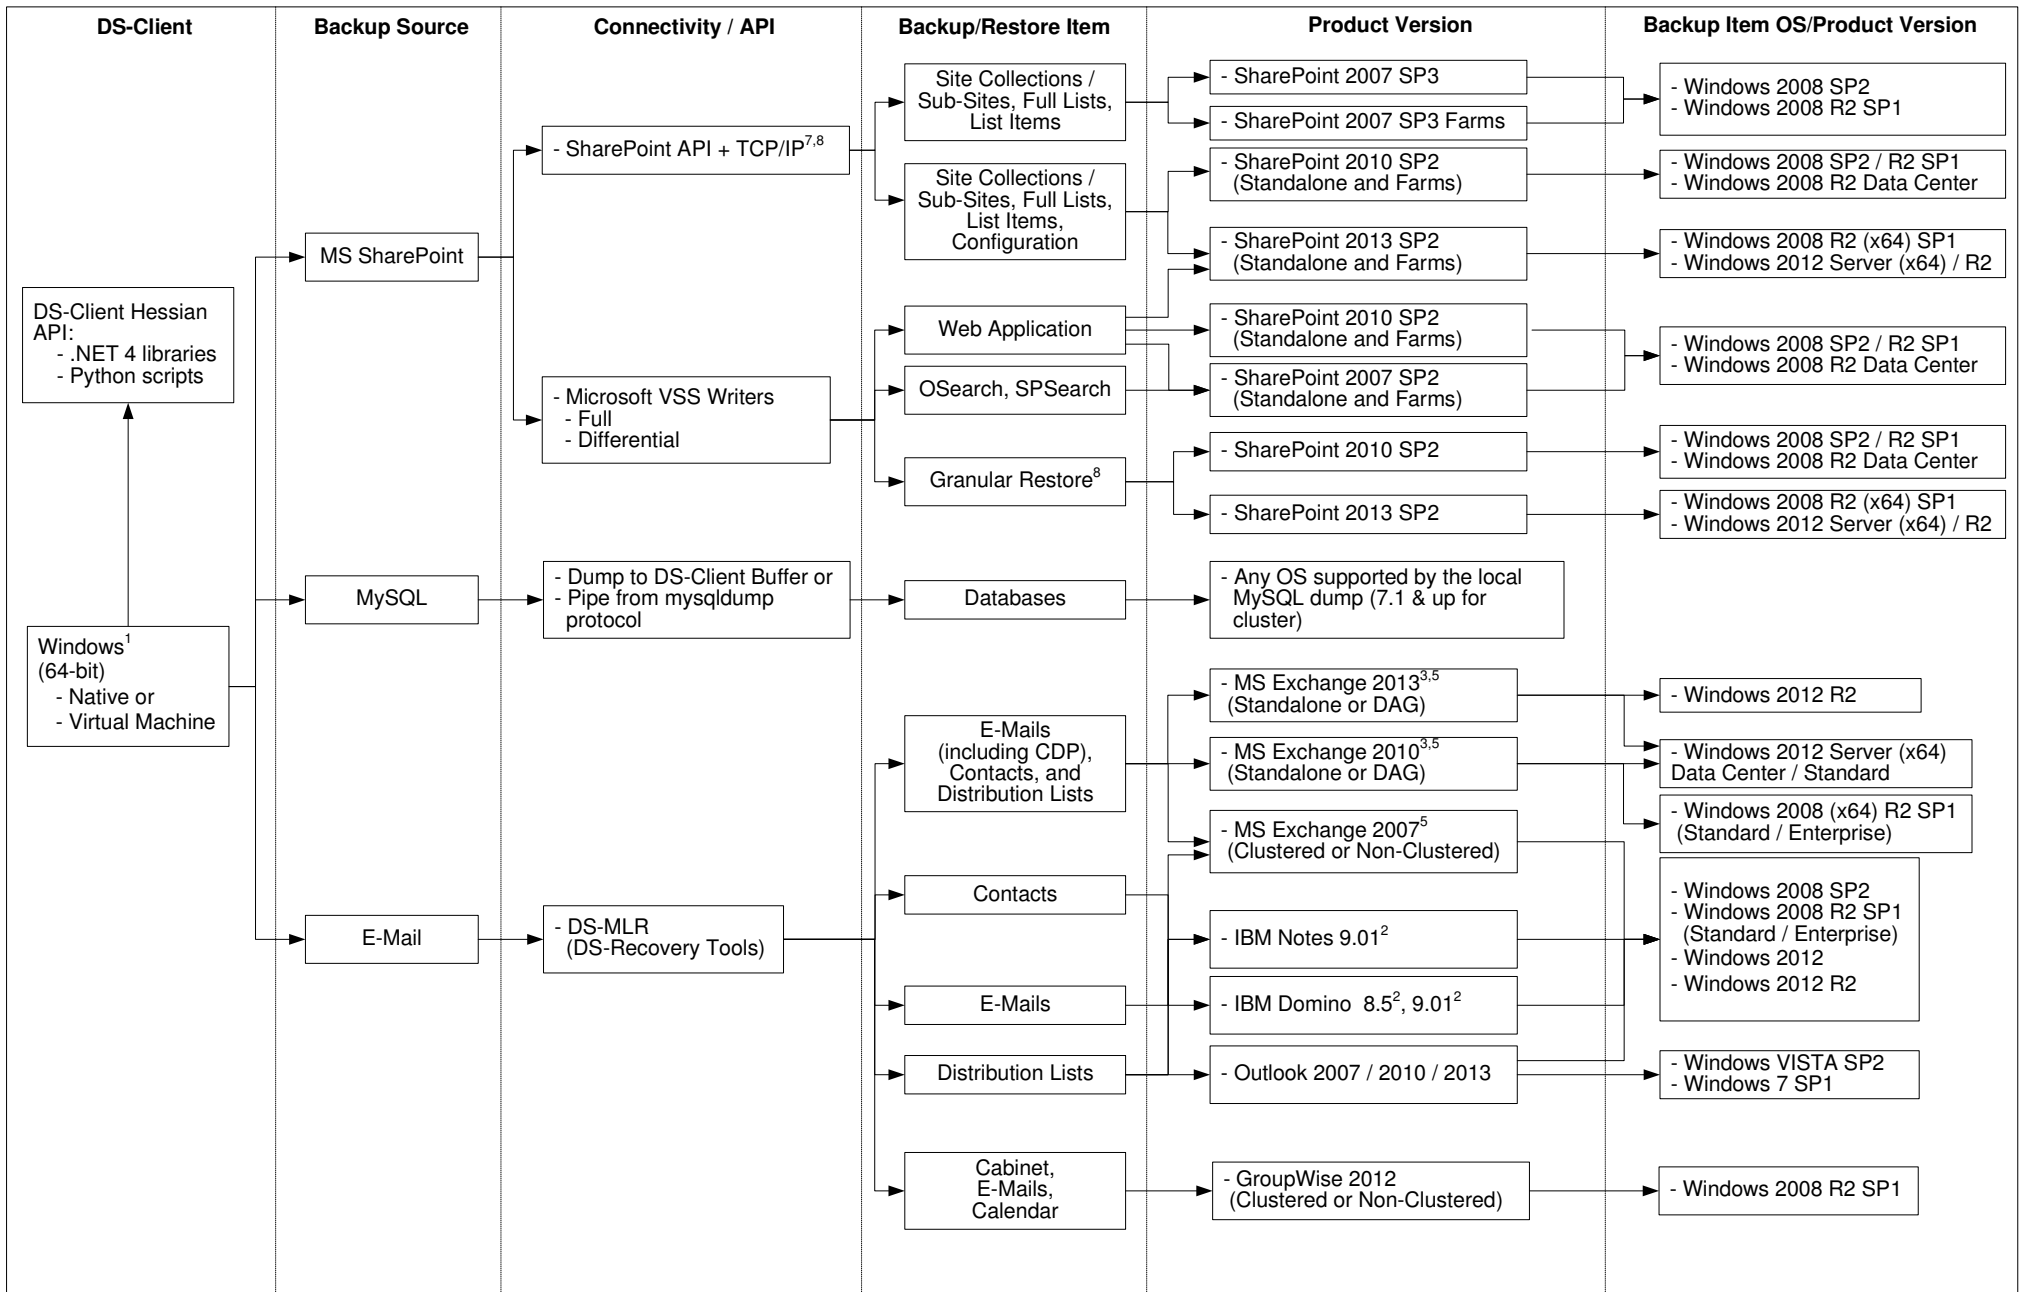 DS-Client
Backup Source
Connectivity / API
Backup/Restore Item
Product Version
Backup Item OS/Product Version
DS-Client Hessian
API:
- .NET 4 libraries
- Python scripts
Windows1
(64-bit)
- Native or
- Virtual Machine
MS SharePoint
MySQL
E-Mail
- SharePoint API + TCP/IP7,8
- Microsoft VSS Writers
- Full
- Differential
- Dump to DS-Client Buffer or
- Pipe from mysqldump
protocol
- DS-MLR
(DS-Recovery Tools)
Site Collections /
Sub-Sites, Full Lists,
List Items
Site Collections /
Sub-Sites, Full Lists,
List Items,
Configuration
Web Application
OSearch, SPSearch
Granular Restore8
Databases
E-Mails
(including CDP),
Contacts, and
Distribution Lists
Contacts
E-Mails
Distribution Lists
Cabinet,
E-Mails,
Calendar
- SharePoint 2007 SP3
- SharePoint 2007 SP3 Farms
- SharePoint 2010 SP2
(Standalone and Farms)
- SharePoint 2013 SP2
(Standalone and Farms)
- SharePoint 2010 SP2
(Standalone and Farms)
- SharePoint 2007 SP2
(Standalone and Farms)
- SharePoint 2010 SP2
- SharePoint 2013 SP2
- Any OS supported by the local
MySQL dump (7.1 & up for
cluster)
- MS Exchange 20133,5
(Standalone or DAG)
- MS Exchange 20103,5
(Standalone or DAG)
- MS Exchange 20075
(Clustered or Non-Clustered)
- IBM Notes 9.012
- IBM Domino 8.52, 9.012
- Outlook 2007 / 2010 / 2013
- GroupWise 2012
(Clustered or Non-Clustered)
- Windows 2008 SP2
- Windows 2008 R2 SP1
- Windows 2008 SP2 / R2 SP1
- Windows 2008 R2 Data Center
- Windows 2008 R2 (x64) SP1
- Windows 2012 Server (x64) / R2
- Windows 2008 SP2 / R2 SP1
- Windows 2008 R2 Data Center
- Windows 2008 SP2 / R2 SP1
- Windows 2008 R2 Data Center
- Windows 2008 R2 (x64) SP1
- Windows 2012 Server (x64) / R2
- Windows 2012 R2
- Windows 2012 Server (x64)
Data Center / Standard
- Windows 2008 (x64) R2 SP1
(Standard / Enterprise)
- Windows 2008 SP2
- Windows 2008 R2 SP1
(Standard / Enterprise)
- Windows 2012
- Windows 2012 R2
- Windows VISTA SP2
- Windows 7 SP1
- Windows 2008 R2 SP1